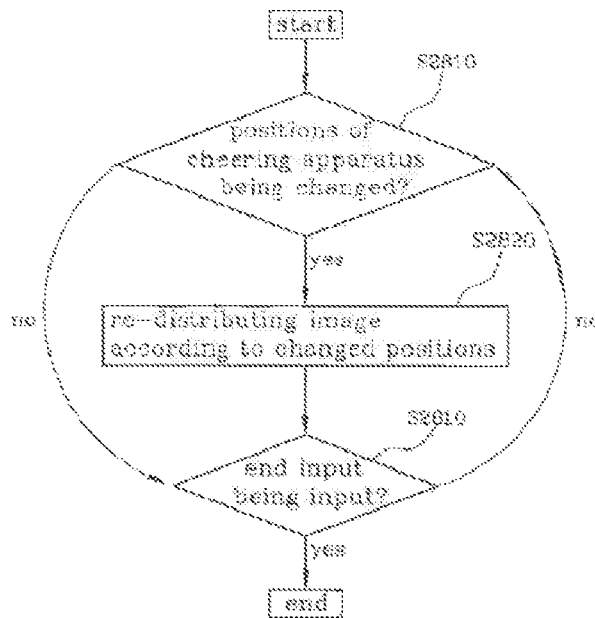 start
S2810
positions of
cheering apparatus
being changed?
yes
S2820
no
re-distributing image
according to changed positions
no
S2810
end input
being input?
yes
end